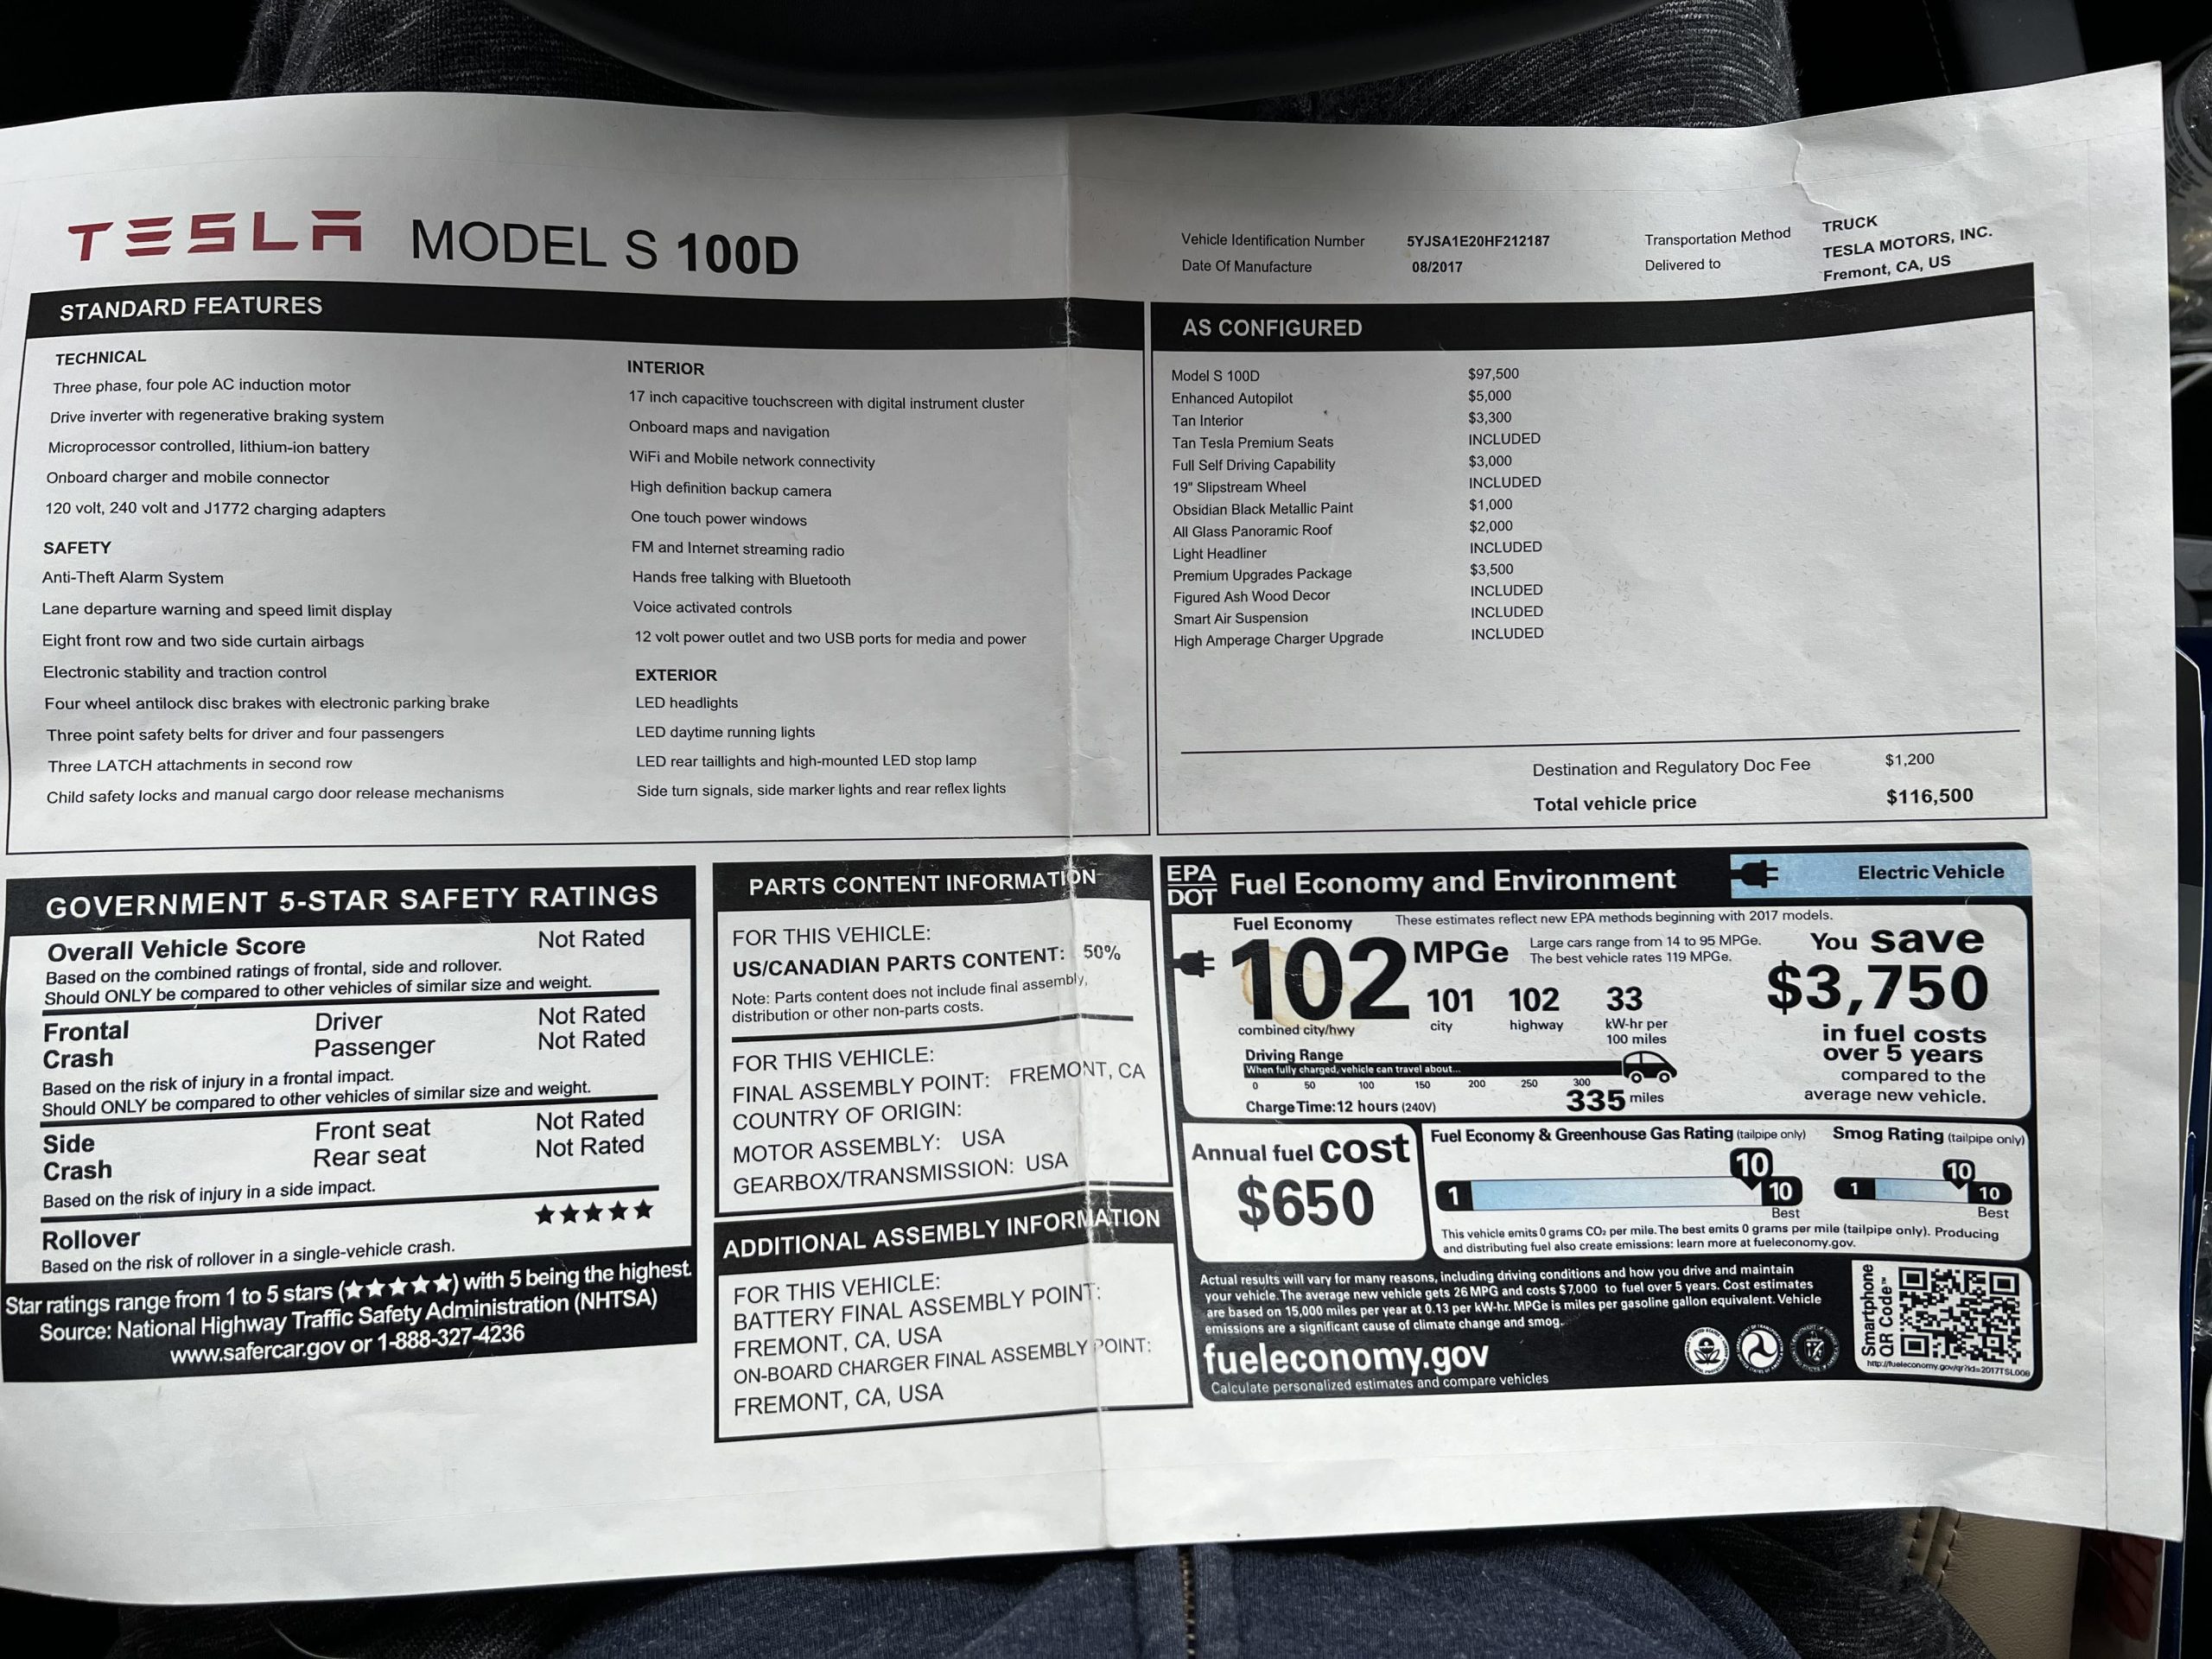 TESLA MODEL S 100D
Vehicle Identification Number 5YJSA1E20HF212187
Date Of Manufacture 08/2017
Transportation Method TRUCK
Delivered to TESLA MOTORS, INC.
Fremont, CA, US
STANDARD FEATURES
TECHNICAL
Three phase, four pole AC induction motor
Drive inverter with regenerative braking system
Microprocessor controlled, lithium-ion battery
Onboard charger and mobile connector
120 volt, 240 volt and J1772 charging adapters
SAFETY
Anti-Theft Alarm System
Lane departure warning and speed limit display
Eight front row and two side curtain airbags
Electronic stability and traction control
Four wheel antilock disc brakes with electronic parking brake
Three point safety belts for driver and four passengers
Three LATCH attachments in second row
Child safety locks and manual cargo door release mechanisms
INTERIOR
17 inch capacitive touchscreen with digital instrument cluster
Onboard maps and navigation
WiFi and Mobile network connectivity
High definition backup camera
One touch power windows
FM and Internet streaming radio
Hands free talking with Bluetooth
Voice activated controls
12 volt power outlet and two USB ports for media and power
EXTERIOR
LED headlights
LED daytime running lights
LED rear taillights and high-mounted LED stop lamp
Side turn signals, side marker lights and rear reflex lights
AS CONFIGURED
Model S 100D $97,500
Enhanced Autopilot $5,000
Tan Interior $3,300
Tan Tesla Premium Seats INCLUDED
Full Self Driving Capability $3,000
19" Slipstream Wheel INCLUDED
Obsidian Black Metallic Paint $1,000
All Glass Panoramic Roof $2,000
Light Headliner INCLUDED
Premium Upgrades Package $3,500
Figured Ash Wood Decor INCLUDED
Smart Air Suspension INCLUDED
High Amperage Charger Upgrade INCLUDED
Destination and Regulatory Doc Fee $1,200
Total vehicle price $116,500
GOVERNMENT 5-STAR SAFETY RATINGS
Overall Vehicle Score Not Rated
Based on the combined ratings of frontal, side and rollover.
Should ONLY be compared to other vehicles of similar size and weight.
Frontal Driver Not Rated
Crash Passenger Not Rated
Based on the risk of injury in a frontal impact.
Should ONLY be compared to other vehicles of similar size and weight.
Side Front seat Not Rated
Crash Rear seat Not Rated
Based on the risk of injury in a side impact.
Rollover ★★★★★
Based on the risk of rollover in a single-vehicle crash.
Star ratings range from 1 to 5 stars (★★★★★) with 5 being the highest.
Source: National Highway Traffic Safety Administration (NHTSA)
www.safercar.gov or 1-888-327-4236
PARTS CONTENT INFORMATION
FOR THIS VEHICLE:
US/CANADIAN PARTS CONTENT: 50%
Note: Parts content does not include final assembly,
distribution or other non-parts costs.
FOR THIS VEHICLE:
FINAL ASSEMBLY POINT: FREMONT, CA
COUNTRY OF ORIGIN:
MOTOR ASSEMBLY: USA
GEARBOX/TRANSMISSION: USA
ADDITIONAL ASSEMBLY INFORMATION
FOR THIS VEHICLE:
BATTERY FINAL ASSEMBLY POINT:
FREMONT, CA, USA
ON-BOARD CHARGER FINAL ASSEMBLY POINT:
FREMONT, CA, USA
EPA
DOT
Fuel Economy and Environment
Electric Vehicle
Fuel Economy
These estimates reflect new EPA methods beginning with 2017 models.
102 MPGe
combined city/hwy
Large cars range from 14 to 95 MPGe.
The best vehicle rates 119 MPGe.
101 102 33
city highway kW-hr per
100 miles
You save
$3,750
in fuel costs
over 5 years
compared to the
average new vehicle.
Driving Range
When fully charged, vehicle can travel about...
0 50 100 150 200 250 300
335 miles
Charge Time: 12 hours (240V)
Annual fuel cost
$650
Fuel Economy & Greenhouse Gas Rating (tailpipe only)
10
1 10
Best
Smog Rating (tailpipe only)
10
1 10
Best
This vehicle emits 0 grams CO₂ per mile. The best emits 0 grams per mile (tailpipe only). Producing
and distributing fuel also create emissions: learn more at fueleconomy.gov.
Actual results will vary for many reasons, including driving conditions and how you drive and maintain
your vehicle. The average new vehicle gets 26 MPG and costs $7,000 to fuel over 5 years. Cost estimates
are based on 15,000 miles per year at 0.13 per kW-hr. MPGe is miles per gasoline gallon equivalent. Vehicle
emissions are a significant cause of climate change and smog.
fueleconomy.gov
Calculate personalized estimates and compare vehicles
Smartphone
QR Code™